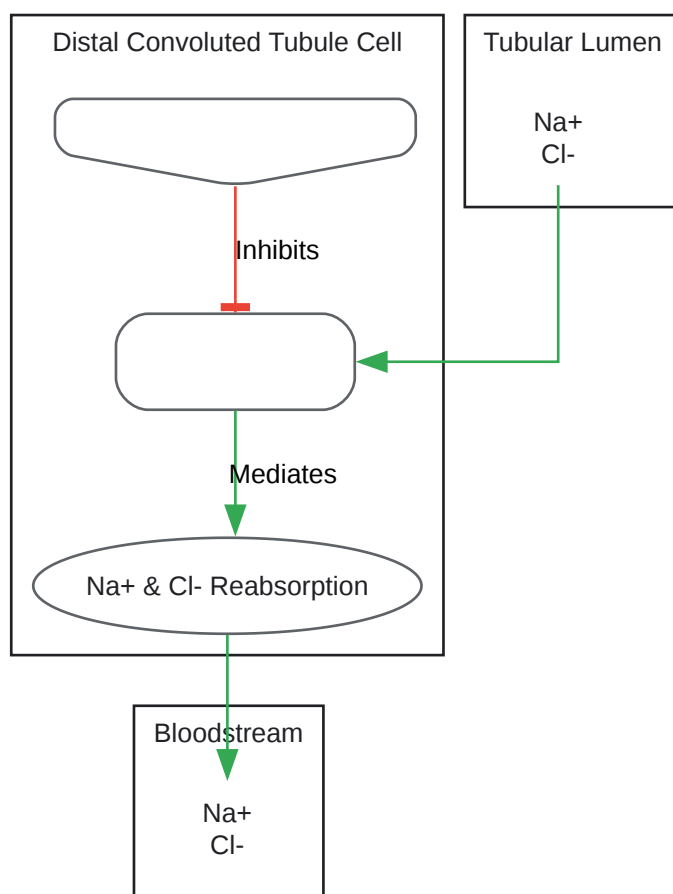 Distal Convoluted Tubule Cell
Tubular Lumen
Na+
Cl-
Inhibits
Mediates
Na+ & Cl- Reabsorption
Bloodstream
Na+
Cl-